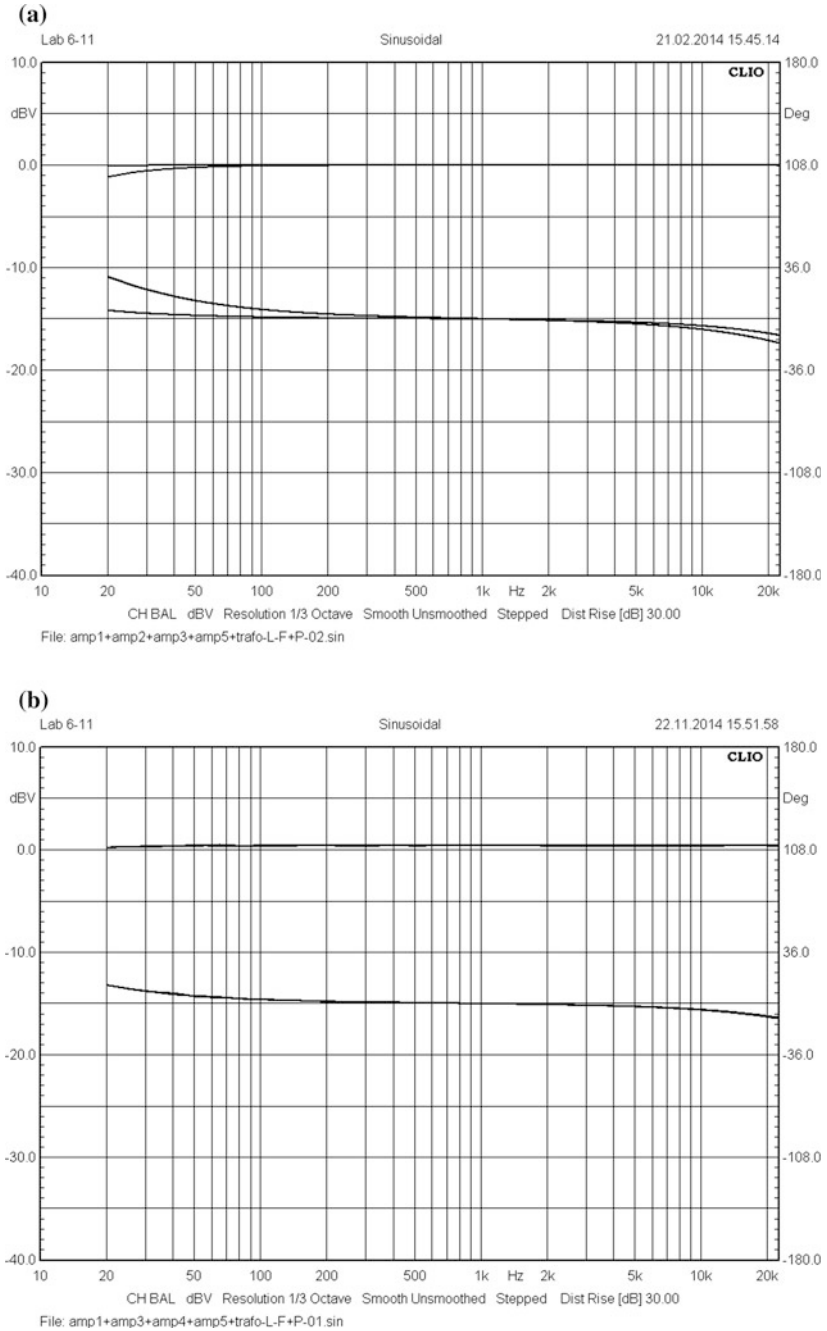 (a)
Lab 6-11 Sinusoidal 21.02.2014 15.45.14
10.0 CLIO 180.0
dBV Deg
0.0 108.0
-10.0 36.0
-20.0 -36.0
-30.0 -108.0
-40.0 -180.0
10 20 50 100 200 500 1k Hz 2k 5k 10k 20k
CH BAL dBV Resolution 1/3 Octave Smooth Unsmoothed Stepped Dist Rise [dB] 30.00
File: amp1+amp2+amp3+amp5+trafo-L-F+P-02.sin
(b)
Lab 6-11 Sinusoidal 22.11.2014 15.51.58
10.0 CLIO 180.0
dBV Deg
0.0 108.0
-10.0 36.0
-20.0 -36.0
-30.0 -108.0
-40.0 -180.0
10 20 50 100 200 500 1k Hz 2k 5k 10k 20k
CH BAL dBV Resolution 1/3 Octave Smooth Unsmoothed Stepped Dist Rise [dB] 30.00
File: amp1+amp3+amp4+amp5+trafo-L-F+P-01.sin